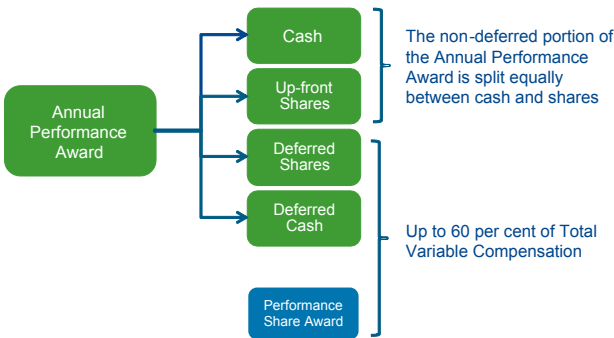 Annual
Performance
Award
Cash
Up-front
Shares
Deferred
Shares
Deferred
Cash
Performance
Share Award
The non-deferred portion of
the Annual Performance
Award is split equally
between cash and shares
Up to 60 per cent of Total
Variable Compensation